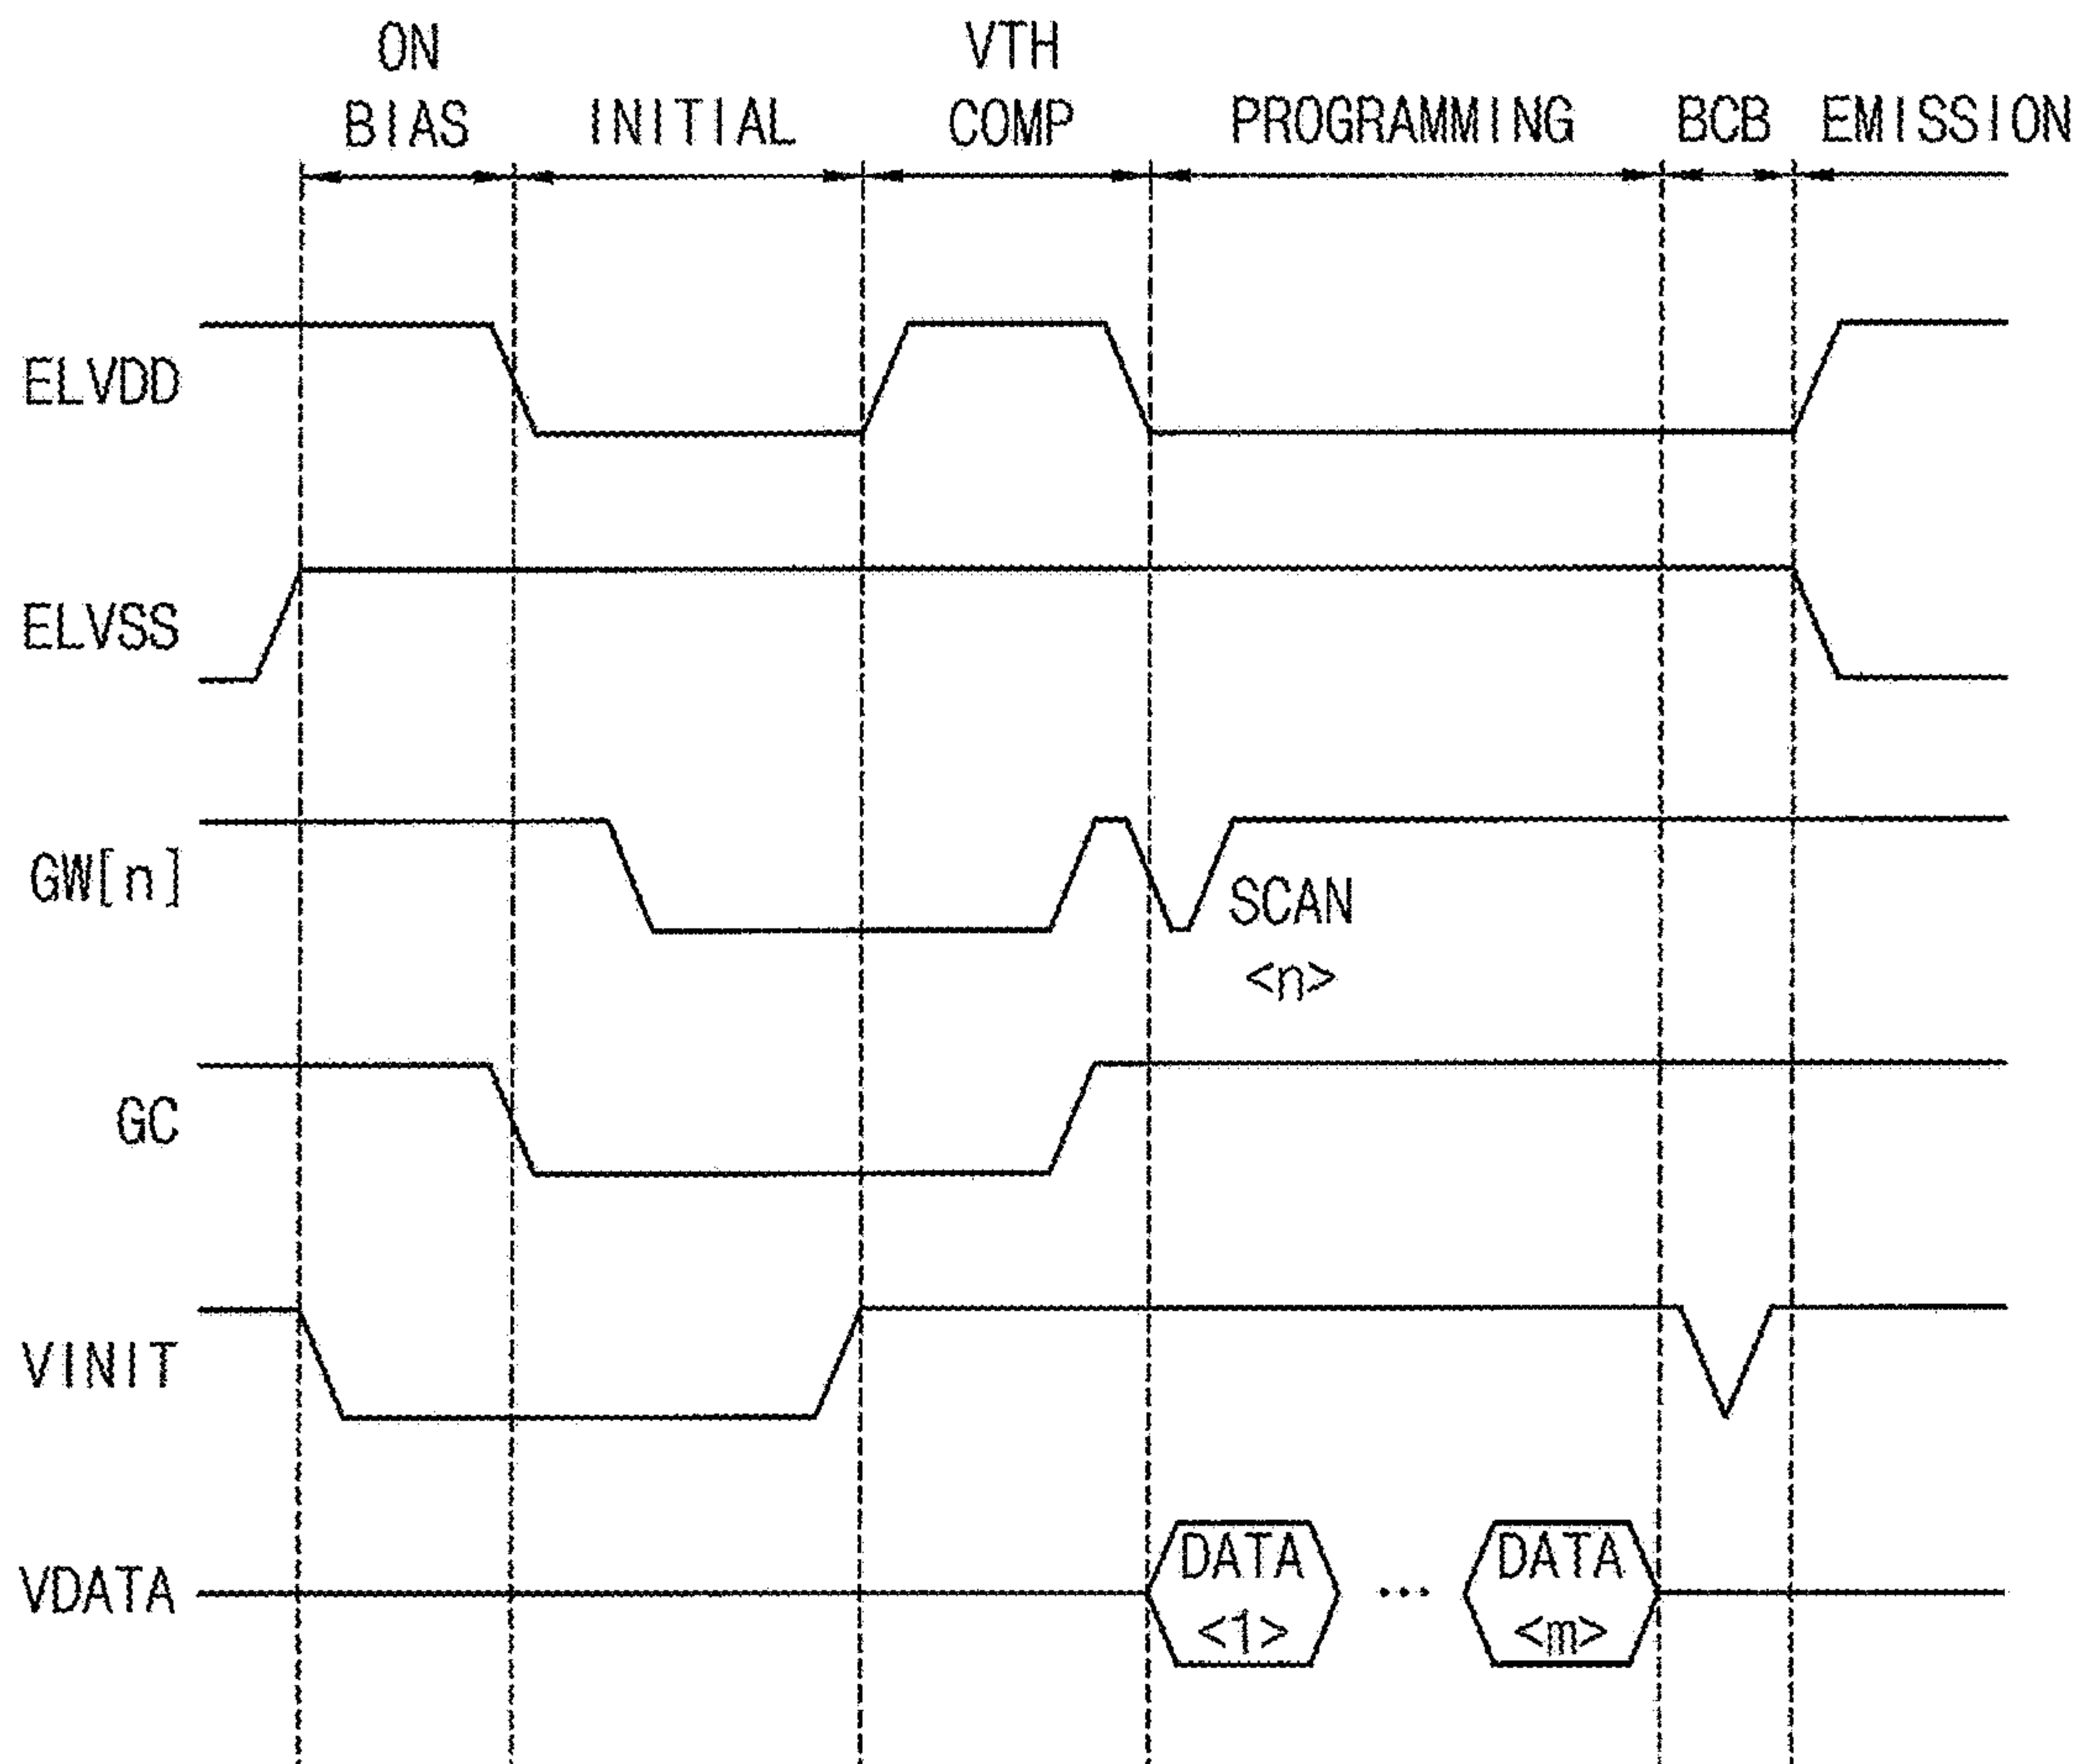 ON
BIAS
INITIAL
VTH
COMP
PROGRAMMING
BCB
EMISSION
ELVDD
ELVSS
GW[n]
SCAN
<n>
GC
VINIT
VDATA
DATA
<1>
...
DATA
<m>